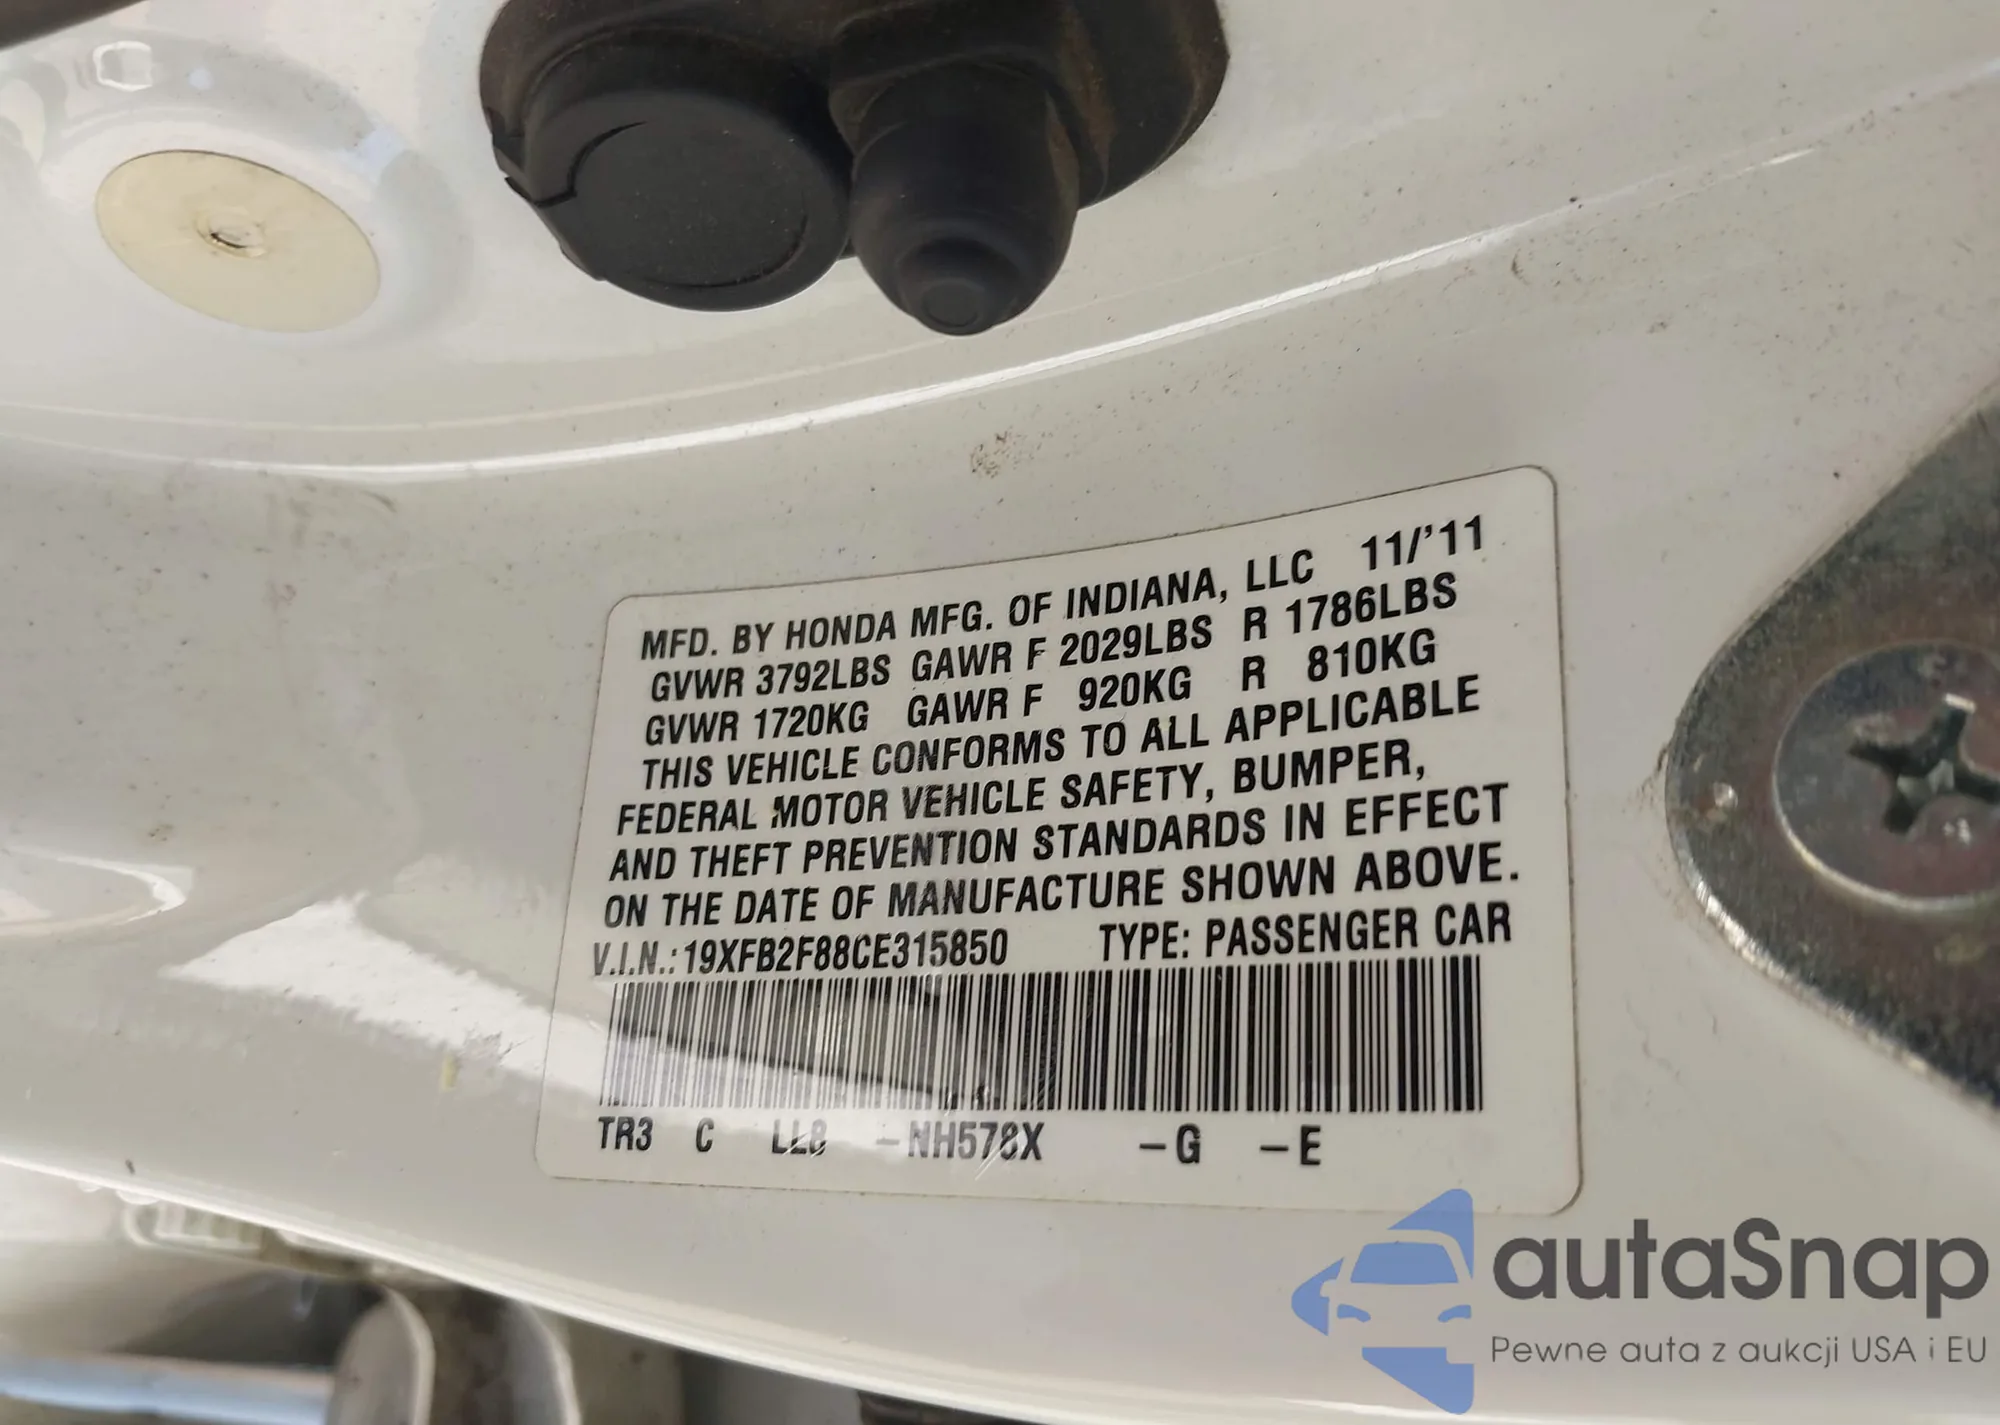 MFD. BY HONDA MFG. OF INDIANA, LLC 11/'11
GVWR 3792LBS GAWR F 2029LBS R 1786LBS
GVWR 1720KG GAWR F 920KG R 810KG
THIS VEHICLE CONFORMS TO ALL APPLICABLE
FEDERAL MOTOR VEHICLE SAFETY, BUMPER,
AND THEFT PREVENTION STANDARDS IN EFFECT
ON THE DATE OF MANUFACTURE SHOWN ABOVE.
V.I.N.: 19XFB2F88CE315850 TYPE: PASSENGER CAR
TR3 C LL8 -NH578X -G -E
autaSnap
Pewne auta z aukcji USA i EU